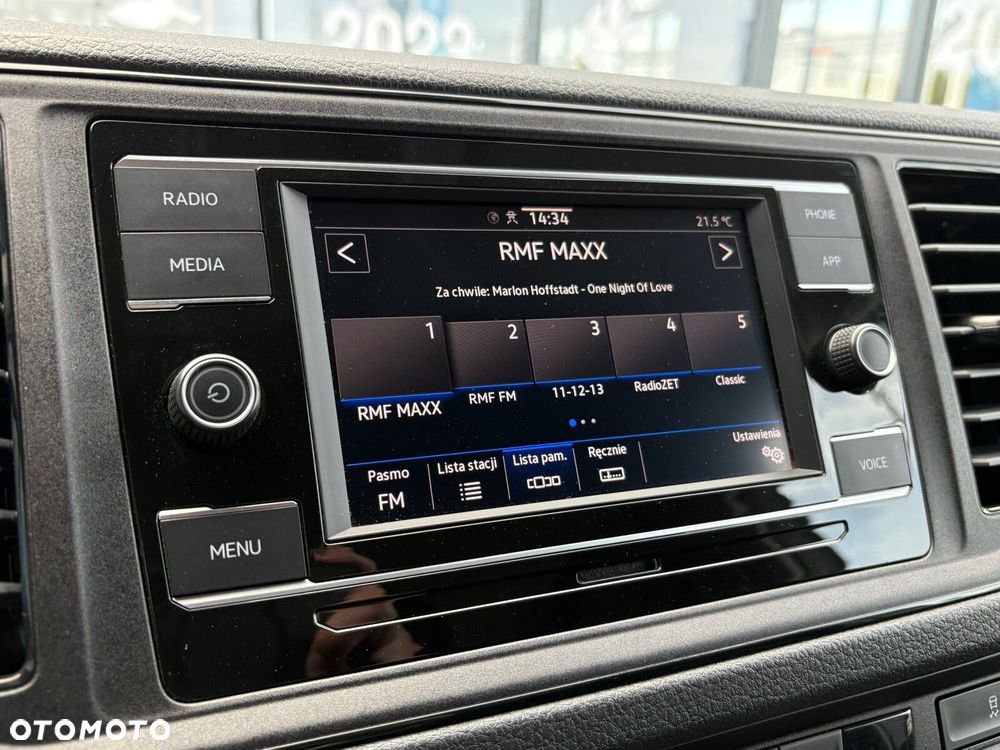 2023
20
RADIO
MEDIA
MENU
PHONE
APP
VOICE
14:34
21.5 °C
<
RMF MAXX
>
Za chwile: Marlon Hoffstadt - One Night Of Love
1
2
3
4
5
RMF MAXX
RMF FM
11-12-13
RadioZET
Classic
Pasmo
FM
Lista stacji
Lista pam.
Ręcznie
Ustawienia
OTOMOTO